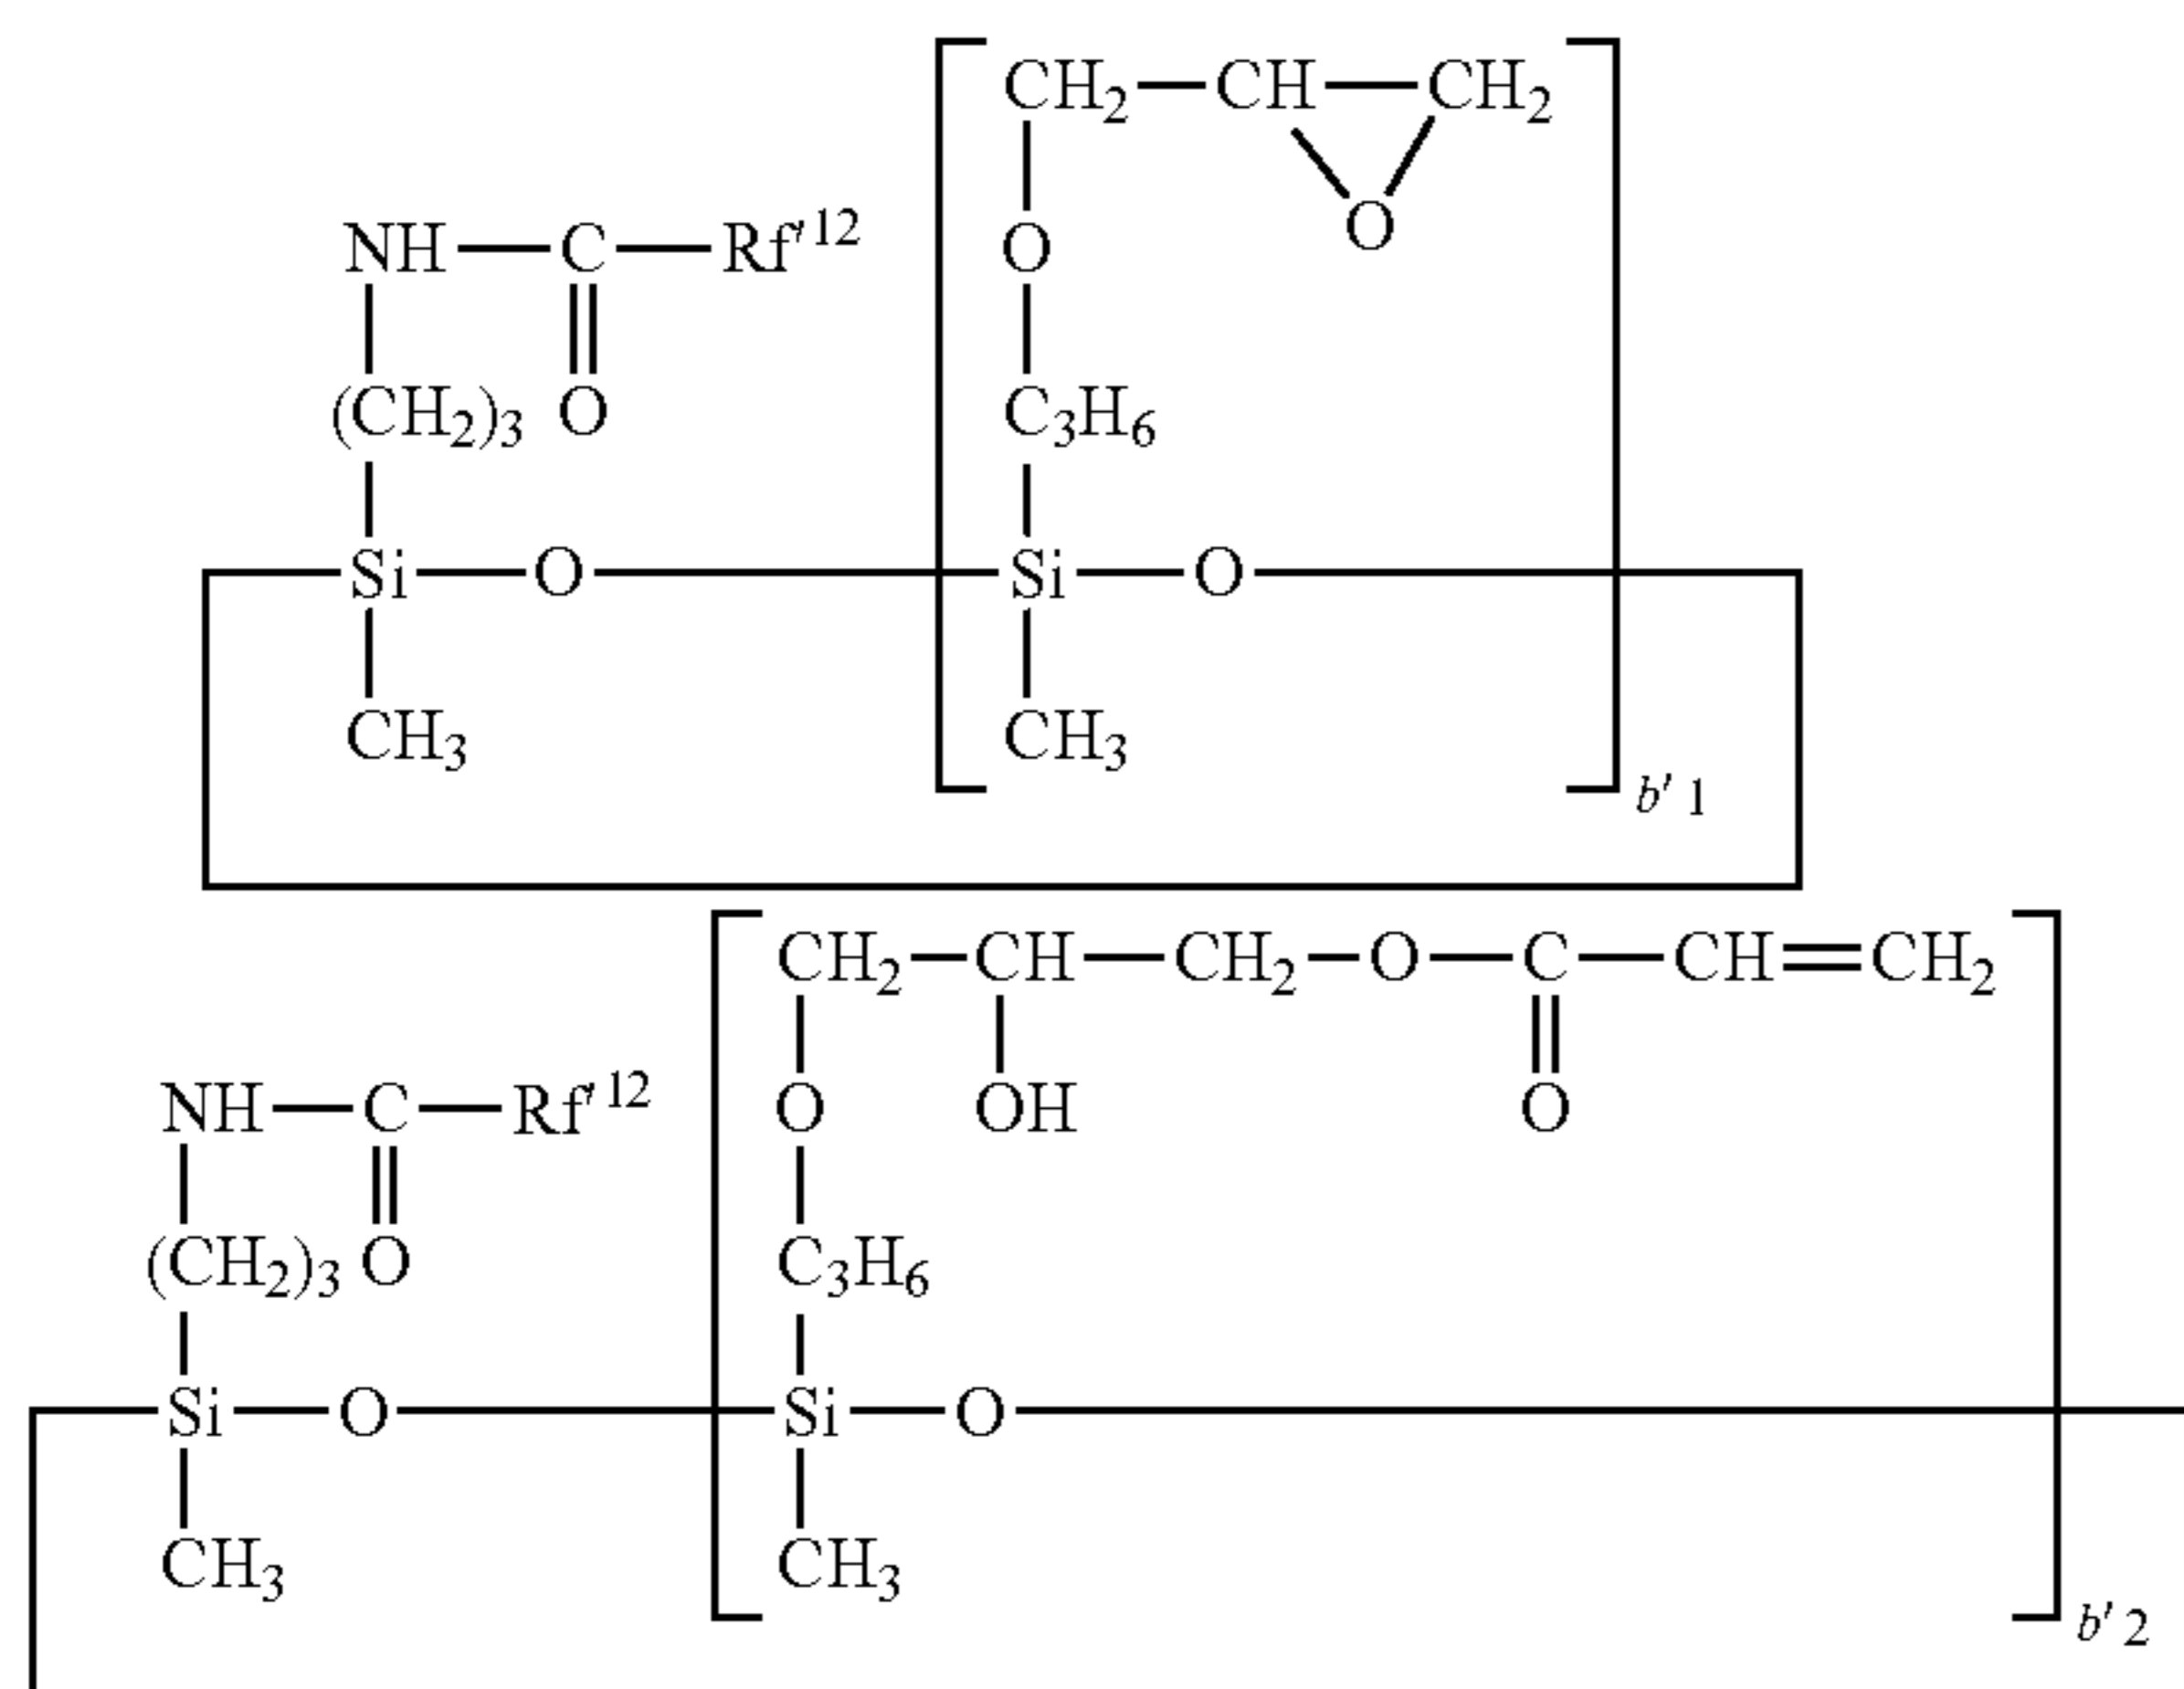 CH₂—CH—CH₂
NH—C—Rf′¹² O O
(CH₂)₃ O C₃H₆
Si—O—Si—O
CH₃ CH₃
b′1
CH₂—CH—CH₂—O—C—CH=CH₂
NH—C—Rf′¹² O OH O
(CH₂)₃ O C₃H₆
Si—O—Si—O
CH₃ CH₃
b′2